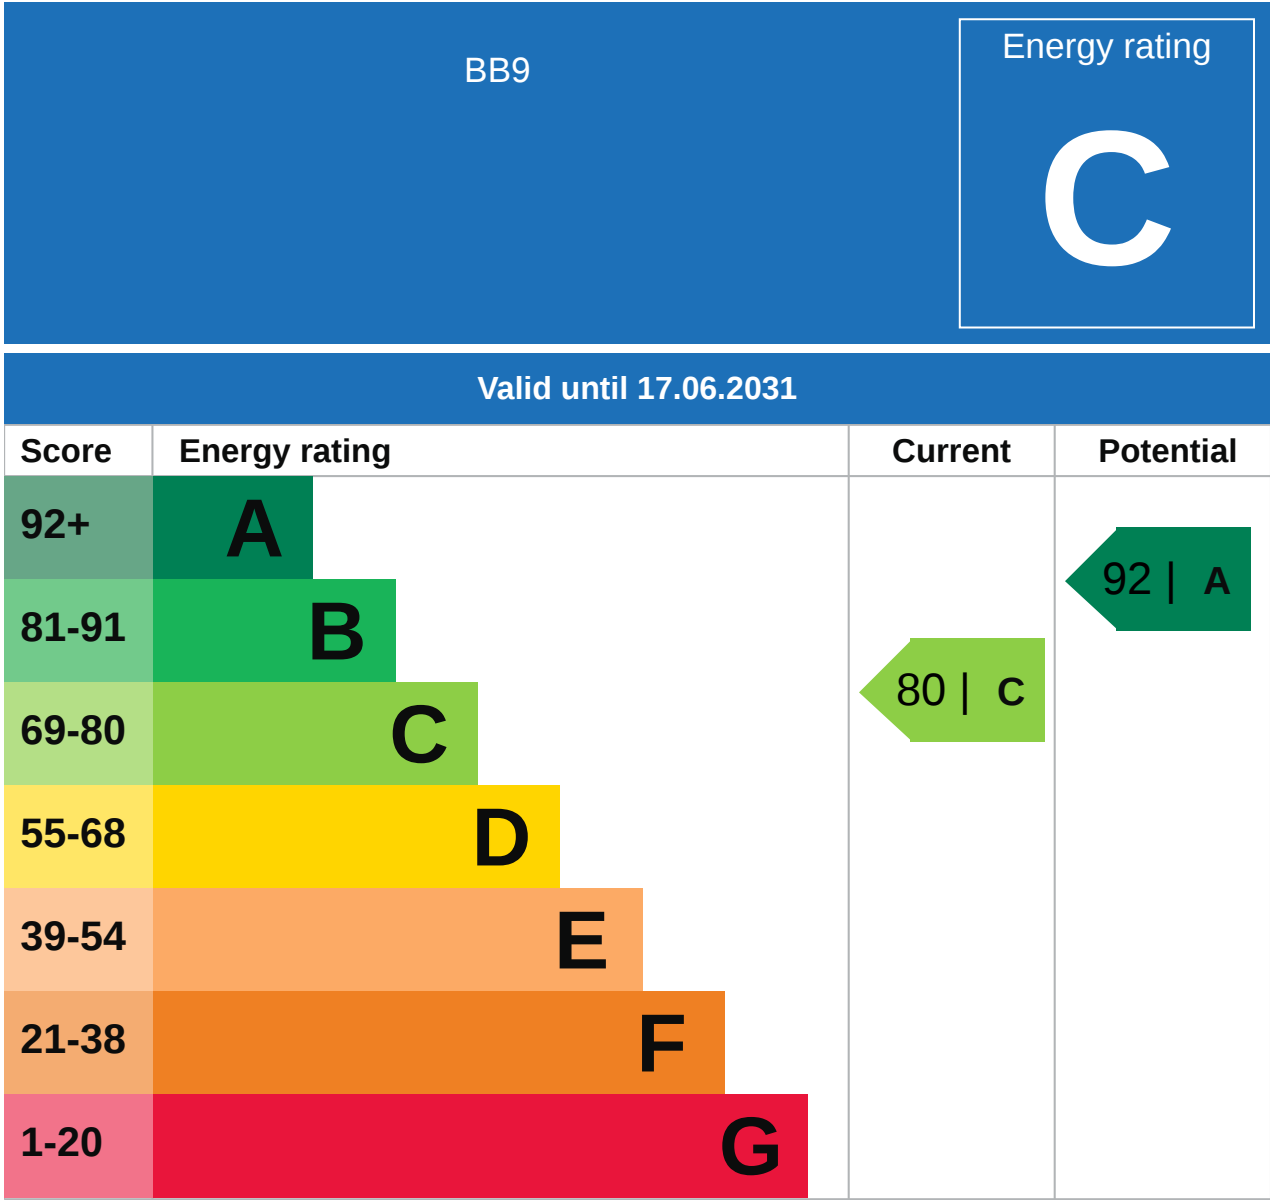 BB9
Energy rating
C
Valid until 17.06.2031
Score Energy rating Current Potential
92+ A
92 | A
81-91 B
80 | C
69-80 C
55-68 D
39-54 E
21-38 F
1-20 G